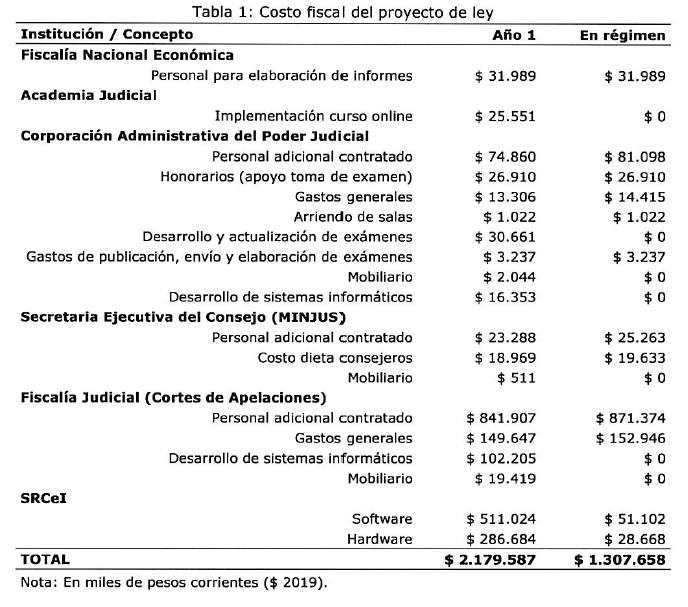 Tabla 1: Costo fiscal del proyecto de ley
Institución / Concepto Año 1 En régimen
Fiscalía Nacional Económica
Personal para elaboración de informes $ 31.989 $ 31.989
Academia Judicial
Implementación curso online $ 25.551 $ 0
Corporación Administrativa del Poder Judicial
Personal adicional contratado $ 74.860 $ 81.098
Honorarios (apoyo toma de examen) $ 26.910 $ 26.910
Gastos generales $ 13.306 $ 14.415
Arriendo de salas $ 1.022 $ 1.022
Desarrollo y actualización de exámenes $ 30.661 $ 0
Gastos de publicación, envío y elaboración de exámenes $ 3.237 $ 3.237
Mobiliario $ 2.044 $ 0
Desarrollo de sistemas informáticos $ 16.353 $ 0
Secretaria Ejecutiva del Consejo (MINJUS)
Personal adicional contratado $ 23.288 $ 25.263
Costo dieta consejeros $ 18.969 $ 19.633
Mobiliario $ 511 $ 0
Fiscalía Judicial (Cortes de Apelaciones)
Personal adicional contratado $ 841.907 $ 871.374
Gastos generales $ 149.647 $ 152.946
Desarrollo de sistemas informáticos $ 102.205 $ 0
Mobiliario $ 19.419 $ 0
SRCeI
Software $ 511.024 $ 51.102
Hardware $ 286.684 $ 28.668
TOTAL $ 2.179.587 $ 1.307.658
Nota: En miles de pesos corrientes ($ 2019).